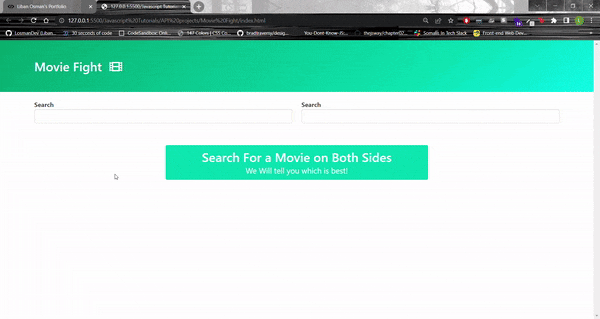 Liban Osman's Portfolio
127.0.0.1:5500/Javascript Tutorials
127.0.0.1:5500/Javascript%20Tutorials/API%20projects/Movie%20Fight/index.html
LosmanDev (Liban...
30 seconds of code
CodeSandbox: Onli...
147 Colors | CSS Co...
bradtraversy/desig...
You-Dont-Know-JS...
thejsway/chapter02...
Somalis In Tech Slack
Front-end Web Dev...
Movie Fight
Search
Search
Search For a Movie on Both Sides
We Will tell you which is best!